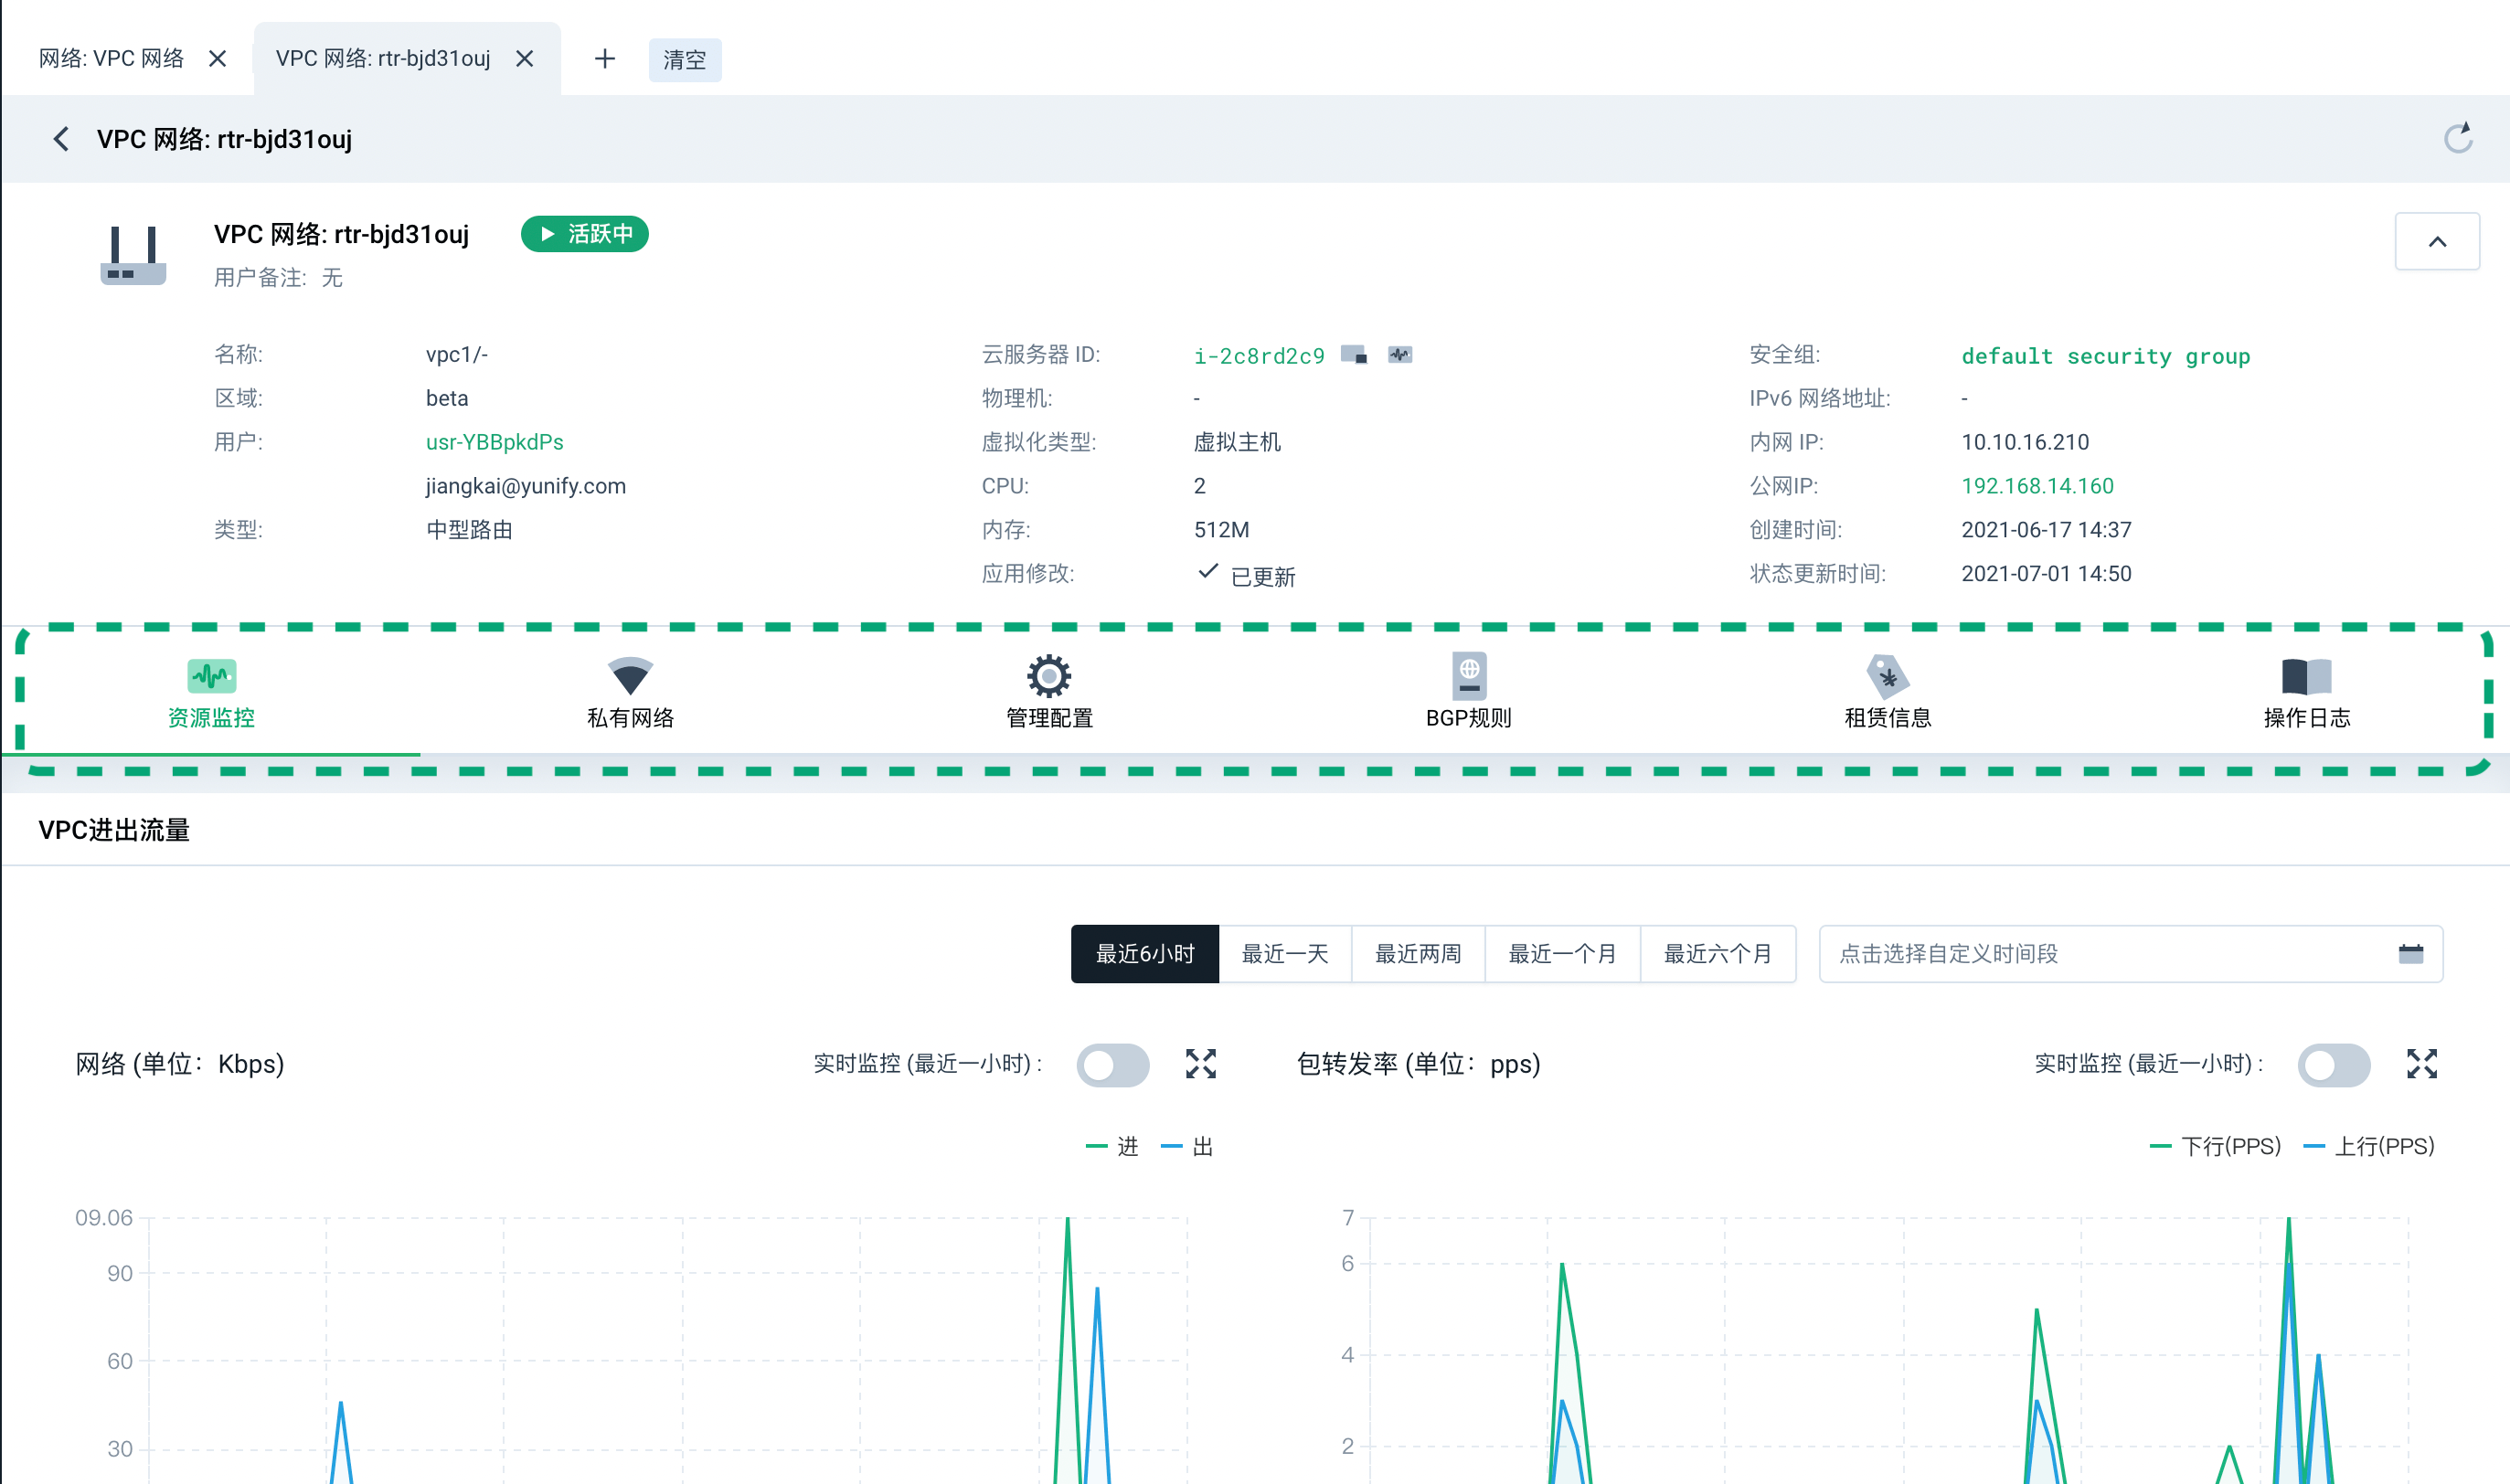 网络: VPC 网络
VPC 网络: rtr-bjd31ouj
清空
VPC 网络: rtr-bjd31ouj
VPC 网络: rtr-bjd31ouj
活跃中
用户备注: 无
名称: vpc1/-
区域: beta
用户: usr-YBBpkdPs
jiangkai@yunify.com
类型: 中型路由
云服务器 ID: i-2c8rd2c9
物理机: -
虚拟化类型: 虚拟主机
CPU: 2
内存: 512M
应用修改: 已更新
安全组: default security group
IPv6 网络地址: -
内网 IP: 10.10.16.210
公网IP: 192.168.14.160
创建时间: 2021-06-17 14:37
状态更新时间: 2021-07-01 14:50
资源监控
私有网络
管理配置
BGP规则
租赁信息
操作日志
VPC进出流量
最近6小时
最近一天
最近两周
最近一个月
最近六个月
点击选择自定义时间段
网络 (单位：Kbps)
实时监控 (最近一小时) :
进
出
09.06
90
60
30
包转发率 (单位：pps)
实时监控 (最近一小时) :
下行(PPS)
上行(PPS)
7
6
4
2